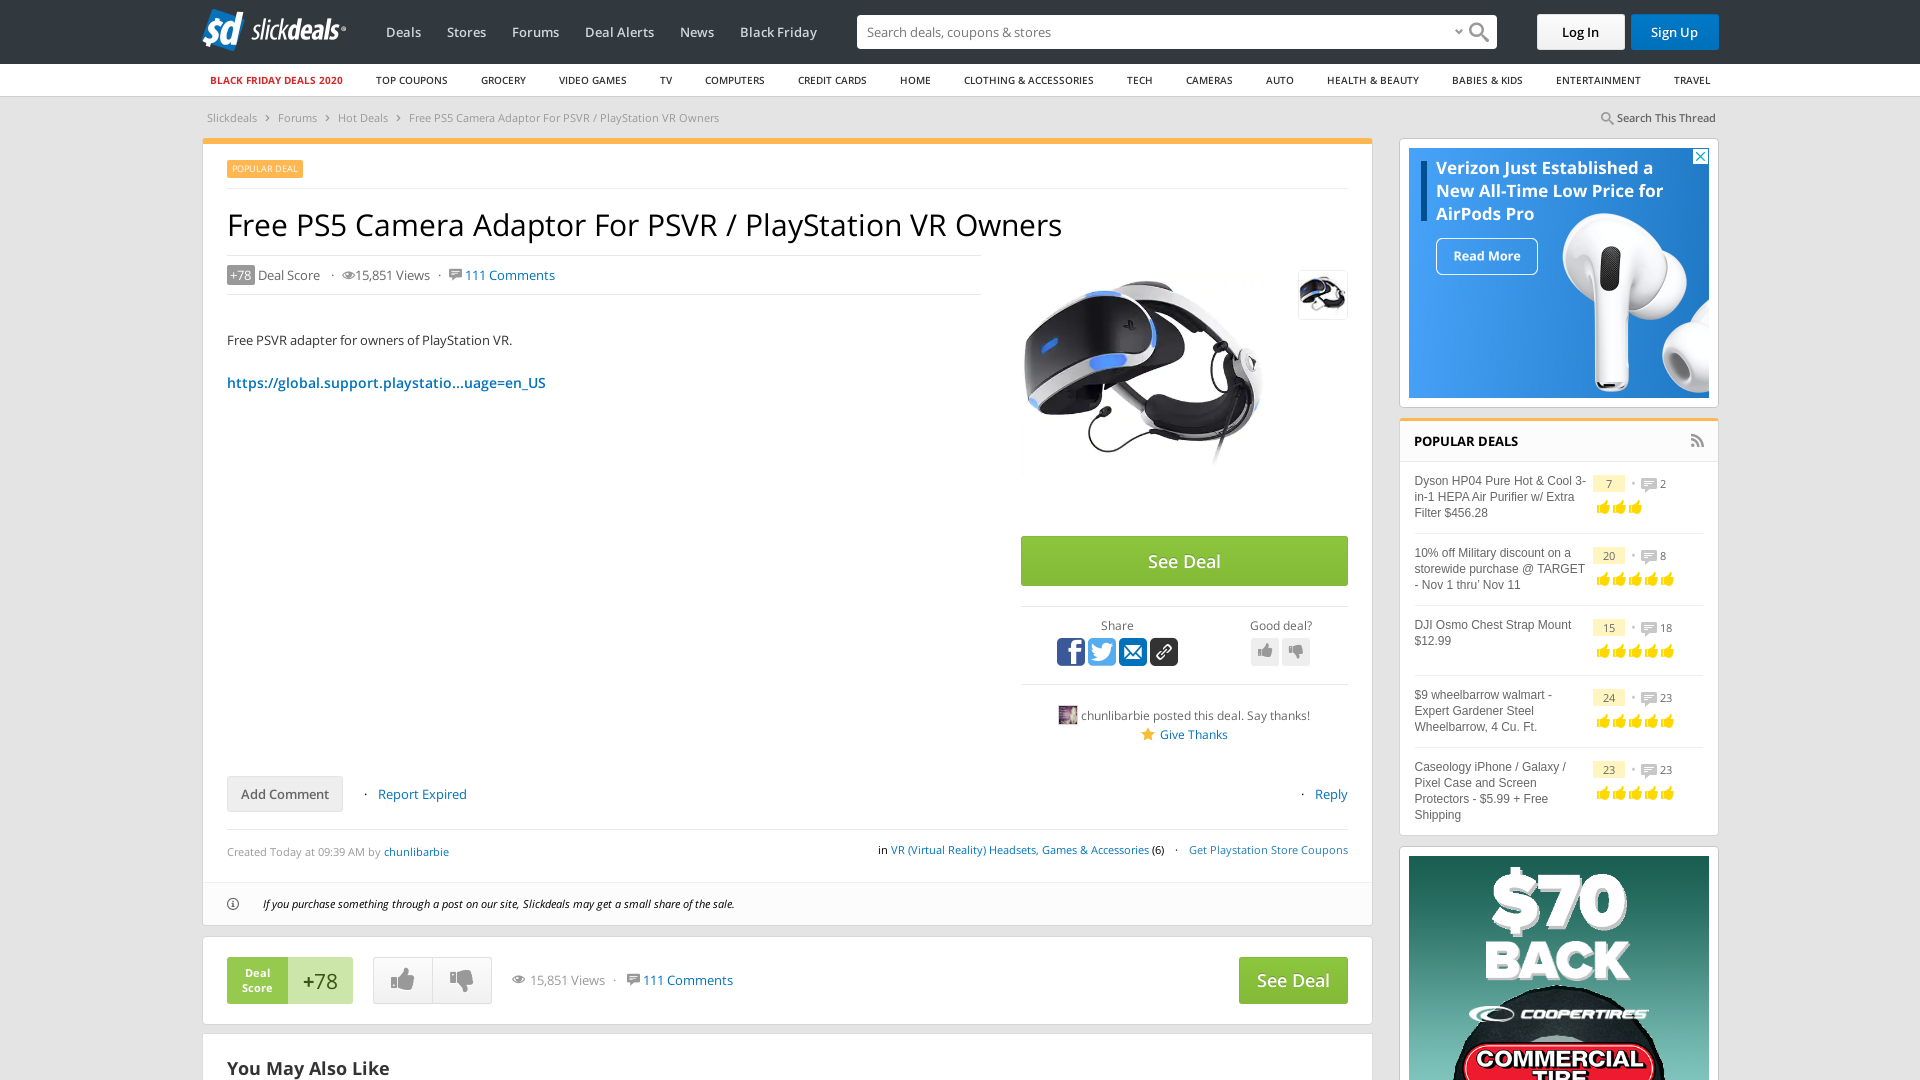 sd slickdeals
Deals
Stores
Forums
Deal Alerts
News
Black Friday
Search deals, coupons & stores
Log In
Sign Up
BLACK FRIDAY DEALS 2020
TOP COUPONS
GROCERY
VIDEO GAMES
TV
COMPUTERS
CREDIT CARDS
HOME
CLOTHING & ACCESSORIES
TECH
CAMERAS
AUTO
HEALTH & BEAUTY
BABIES & KIDS
ENTERTAINMENT
TRAVEL
Slickdeals › Forums › Hot Deals › Free PS5 Camera Adaptor For PSVR / PlayStation VR Owners
Search This Thread
POPULAR DEAL
Free PS5 Camera Adaptor For PSVR / PlayStation VR Owners
+78 Deal Score · 15,851 Views · 111 Comments
Free PSVR adapter for owners of PlayStation VR.
https://global.support.playstatio...uage=en_US
See Deal
Share
Good deal?
chunlibarbie posted this deal. Say thanks!
Give Thanks
Add Comment
· Report Expired
· Reply
Created Today at 09:39 AM by chunlibarbie
in VR (Virtual Reality) Headsets, Games & Accessories (6) · Get Playstation Store Coupons
If you purchase something through a post on our site, Slickdeals may get a small share of the sale.
Deal
Score
+78
15,851 Views · 111 Comments
See Deal
You May Also Like
Verizon Just Established a
New All-Time Low Price for
AirPods Pro
Read More
POPULAR DEALS
Dyson HP04 Pure Hot & Cool 3-
in-1 HEPA Air Purifier w/ Extra
Filter $456.28
7 • 2
10% off Military discount on a
storewide purchase @ TARGET
- Nov 1 thru' Nov 11
20 • 8
DJI Osmo Chest Strap Mount
$12.99
15 • 18
$9 wheelbarrow walmart -
Expert Gardener Steel
Wheelbarrow, 4 Cu. Ft.
24 • 23
Caseology iPhone / Galaxy /
Pixel Case and Screen
Protectors - $5.99 + Free
Shipping
23 • 23
$70
BACK
COOPERTIRES
COMMERCIAL
TIRE